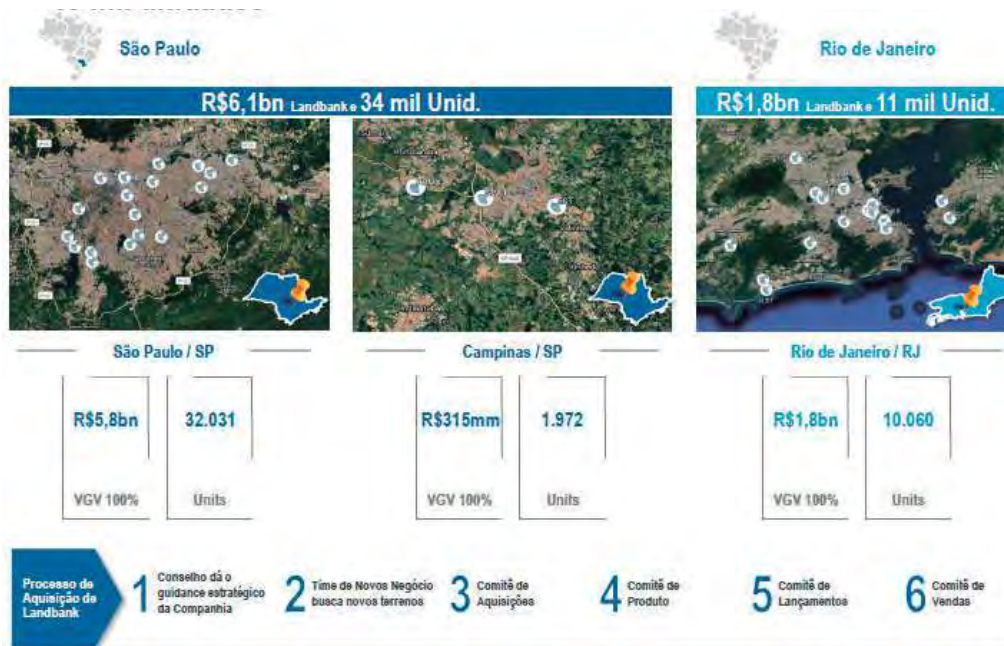 São Paulo
Rio de Janeiro
R$6,1bn Landbank e 34 mil Unid.
R$1,8bn Landbank e 11 mil Unid.
São Paulo / SP
Campinas / SP
Rio de Janeiro / RJ
R$5,8bn
32.031
R$315mm
1.972
R$1,8bn
10.060
VGV 100%
Units
VGV 100%
Units
VGV 100%
Units
Processo de
Aquisição de
Landbank
1
Conselho dá o
guidance estratégico
da Companhia
2
Time de Novos Negócio
busca novos terrenos
3
Comitê de
Aquisições
4
Comitê de
Produto
5
Comitê de
Lançamentos
6
Comitê de
Vendas